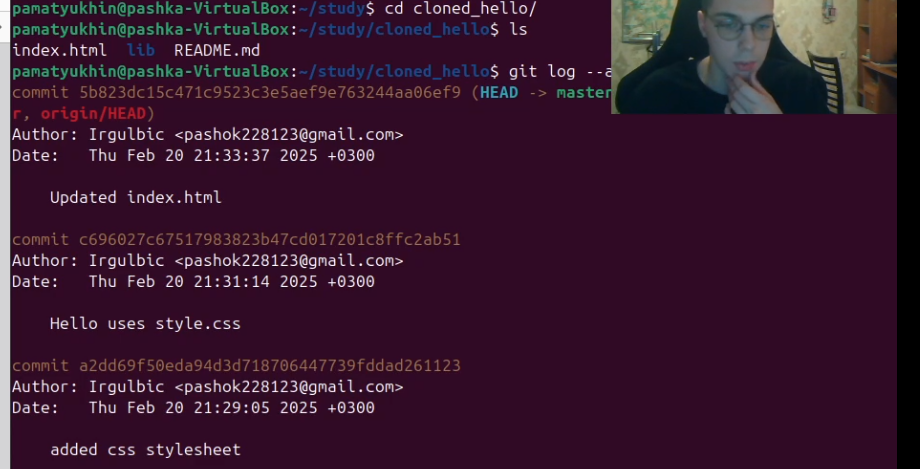 pamatyukhin@pashka-VirtualBox:~/study$ cd cloned_hello/
pamatyukhin@pashka-VirtualBox:~/study/cloned_hello$ ls
index.html  lib  README.md
pamatyukhin@pashka-VirtualBox:~/study/cloned_hello$ git log --a
commit 5b823dc15c471c9523c3e5aef9e763244aa06ef9 (HEAD -> master
r, origin/HEAD)
Author: Irgulbic <pashok228123@gmail.com>
Date:   Thu Feb 20 21:33:37 2025 +0300
Updated index.html
commit c696027c67517983823b47cd017201c8ffc2ab51
Author: Irgulbic <pashok228123@gmail.com>
Date:   Thu Feb 20 21:31:14 2025 +0300
Hello uses style.css
commit a2dd69f50eda94d3d718706447739fddad261123
Author: Irgulbic <pashok228123@gmail.com>
Date:   Thu Feb 20 21:29:05 2025 +0300
added css stylesheet